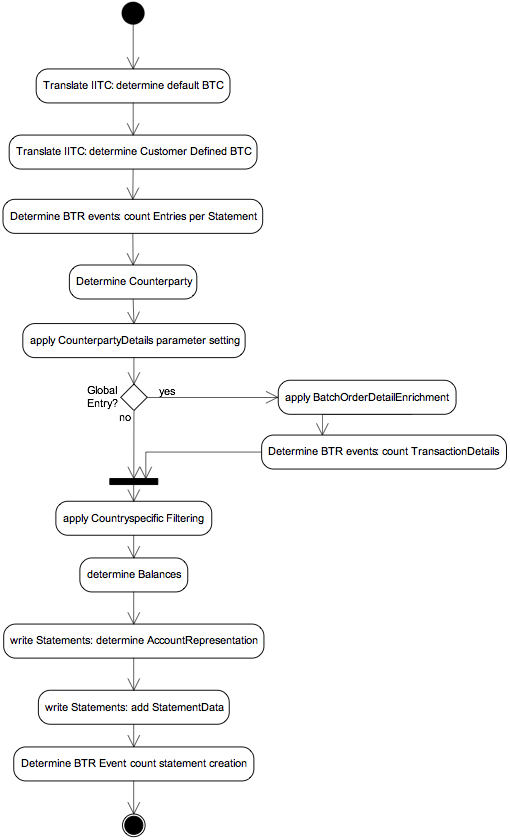 Translate IITC: determine default BTC
Translate IITC: determine Customer Defined BTC
Determine BTR events: count Entries per Statement
Determine Counterparty
apply CounterpartyDetails parameter setting
Global
Entry?
yes
no
apply BatchOrderDetailEnrichment
Determine BTR events: count TransactionDetails
apply Countryspecific Filtering
determine Balances
write Statements: determine AccountRepresentation
write Statements: add StatementData
Determine BTR Event count statement creation